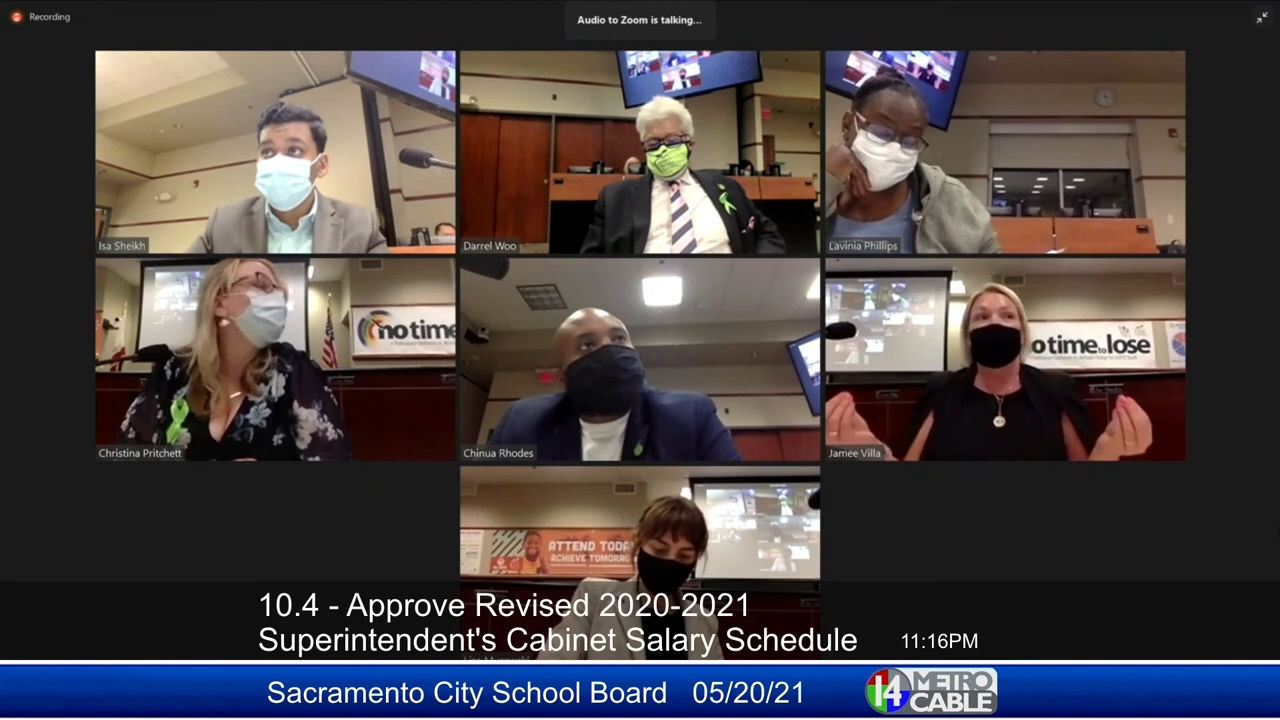 Recording
Audio to Zoom is talking...
Isa Sheikh
Darrel Woo
Lavinia Phillips
no time
Christina Pritchett
Chinua Rhodes
o time to lose
Jamee Villa
ATTEND TODA
ACHIEVE TOMORRO
10.4 - Approve Revised 2020-2021
Superintendent's Cabinet Salary Schedule
11:16PM
Sacramento City School Board 05/20/21
14 METRO
CABLE